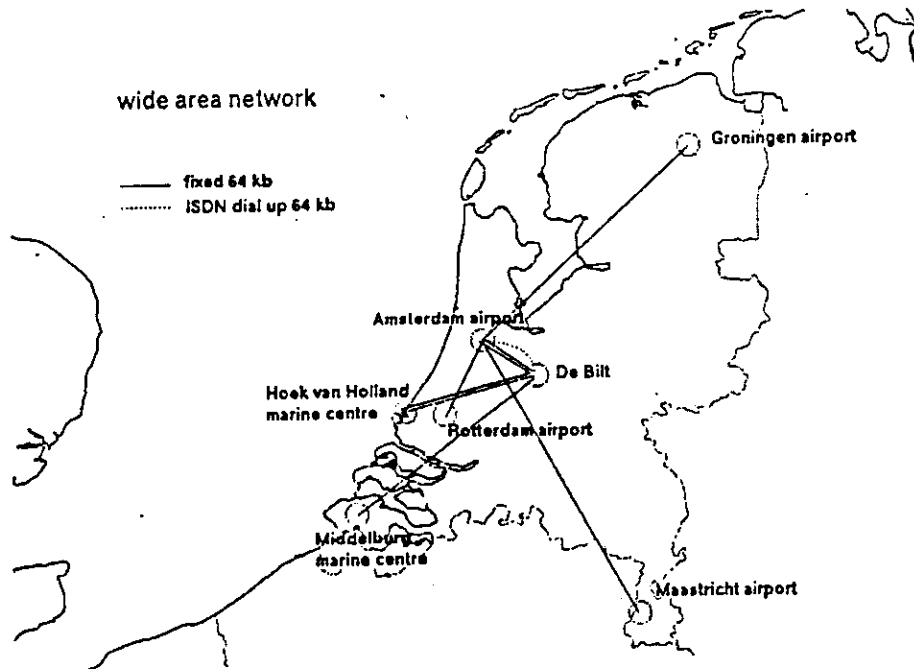 wide area network
fixed 64 kb
ISDN dial up 64 kb
Groningen airport
Amsterdam airport
De Bilt
Hoek van Holland
marine centre
Rotterdam airport
Middelburg
marine centre
Maastricht airport